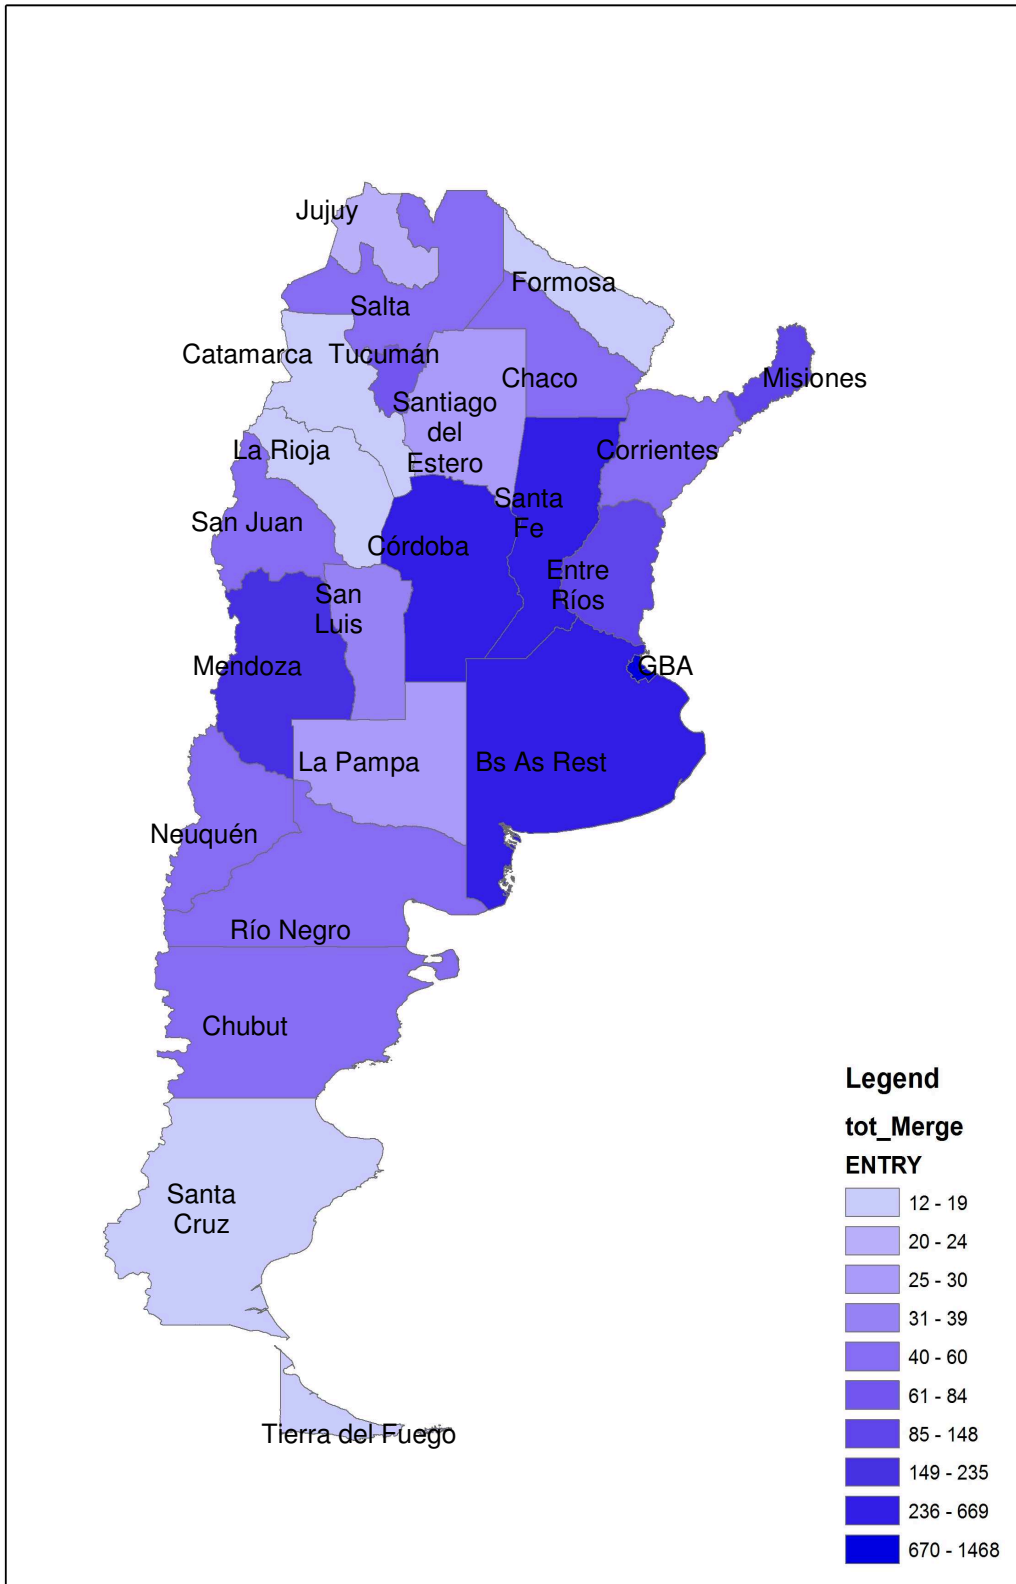 Jujuy
Formosa
Salta
Catamarca
Tucumán
Chaco
Misiones
Santiago
del
Estero
La Rioja
Corrientes
Santa
Fe
San Juan
Córdoba
Entre
Ríos
San
Luis
Mendoza
GBA
La Pampa
Bs As Rest
Neuquén
Río Negro
Chubut
Santa
Cruz
Tierra del Fuego
Legend
tot_Merge
ENTRY
12 - 19
20 - 24
25 - 30
31 - 39
40 - 60
61 - 84
85 - 148
149 - 235
236 - 669
670 - 1468